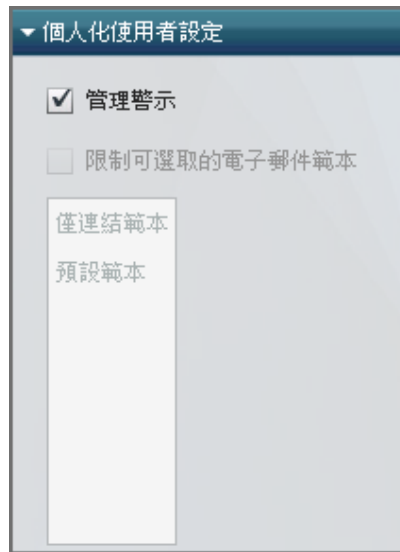 個人化使用者設定
管理警示
限制可選取的電子郵件範本
僅連結範本
預設範本